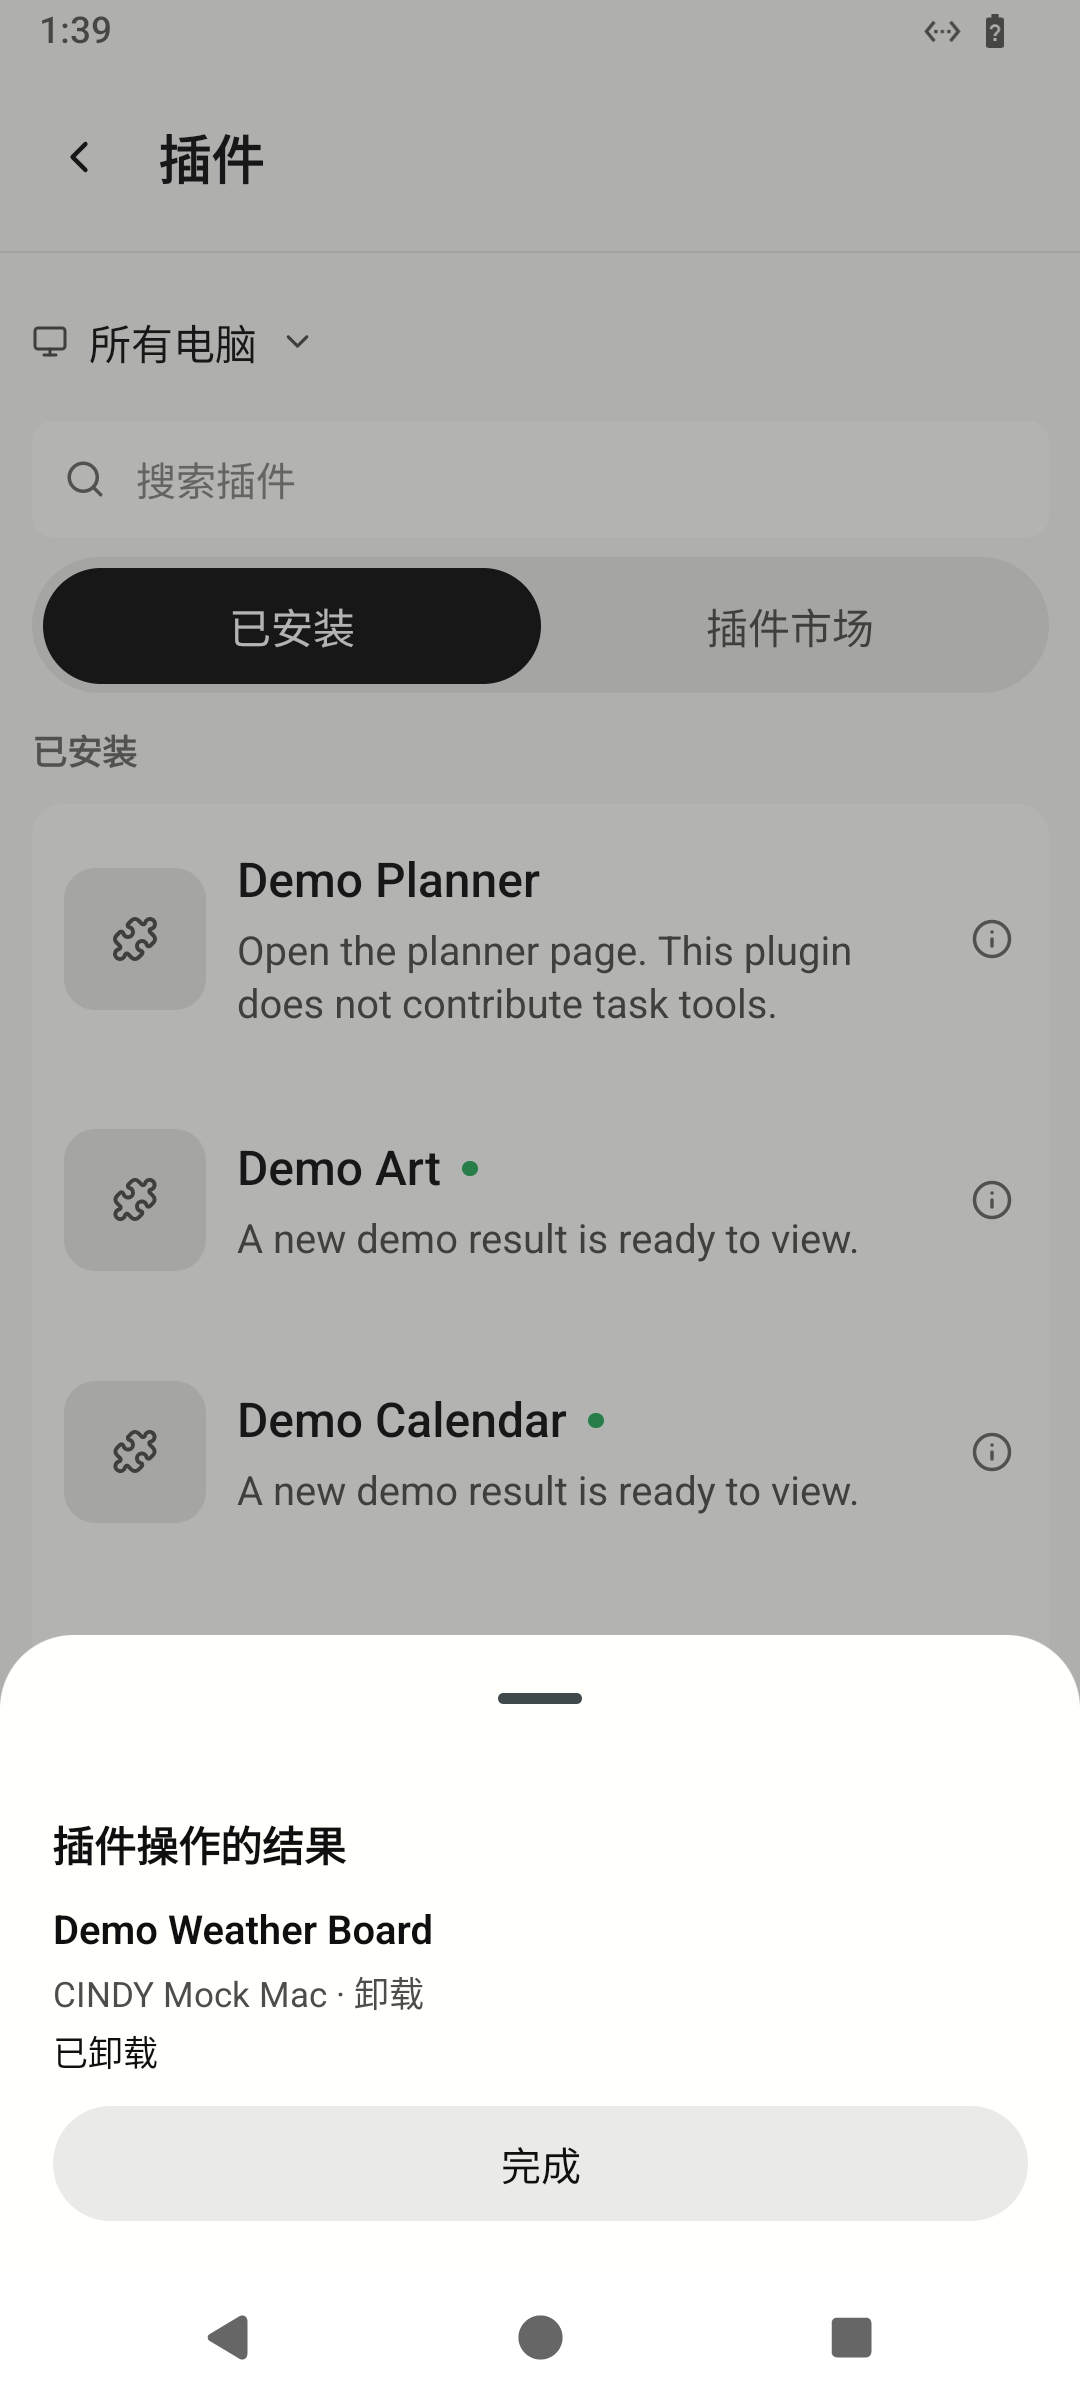 1:39
插件
所有电脑
搜索插件
已安装
插件市场
已安装
Demo Planner
Open the planner page. This plugin
does not contribute task tools.
Demo Art
A new demo result is ready to view.
Demo Calendar
A new demo result is ready to view.
插件操作的结果
Demo Weather Board
CINDY Mock Mac · 卸载
已卸载
完成